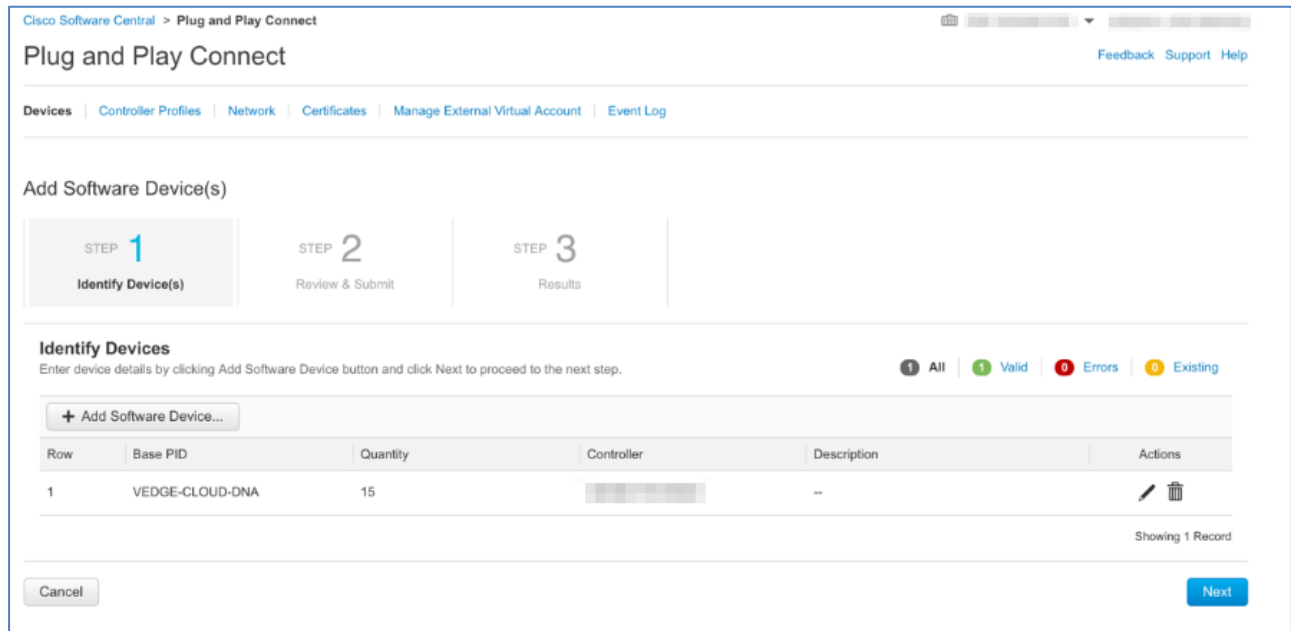 Cisco Software Central > Plug and Play Connect
Plug and Play Connect
Feedback Support Help
Devices | Controller Profiles | Network | Certificates | Manage External Virtual Account | Event Log
Add Software Device(s)
STEP 1 STEP 2 STEP 3
Identify Device(s) Review & Submit Results
Identify Devices
Enter device details by clicking Add Software Device button and click Next to proceed to the next step.
1 All | 1 Valid | 0 Errors | 0 Existing
+ Add Software Device...
Row Base PID Quantity Controller Description Actions
1 VEDGE-CLOUD-DNA 15 --
Showing 1 Record
Cancel Next